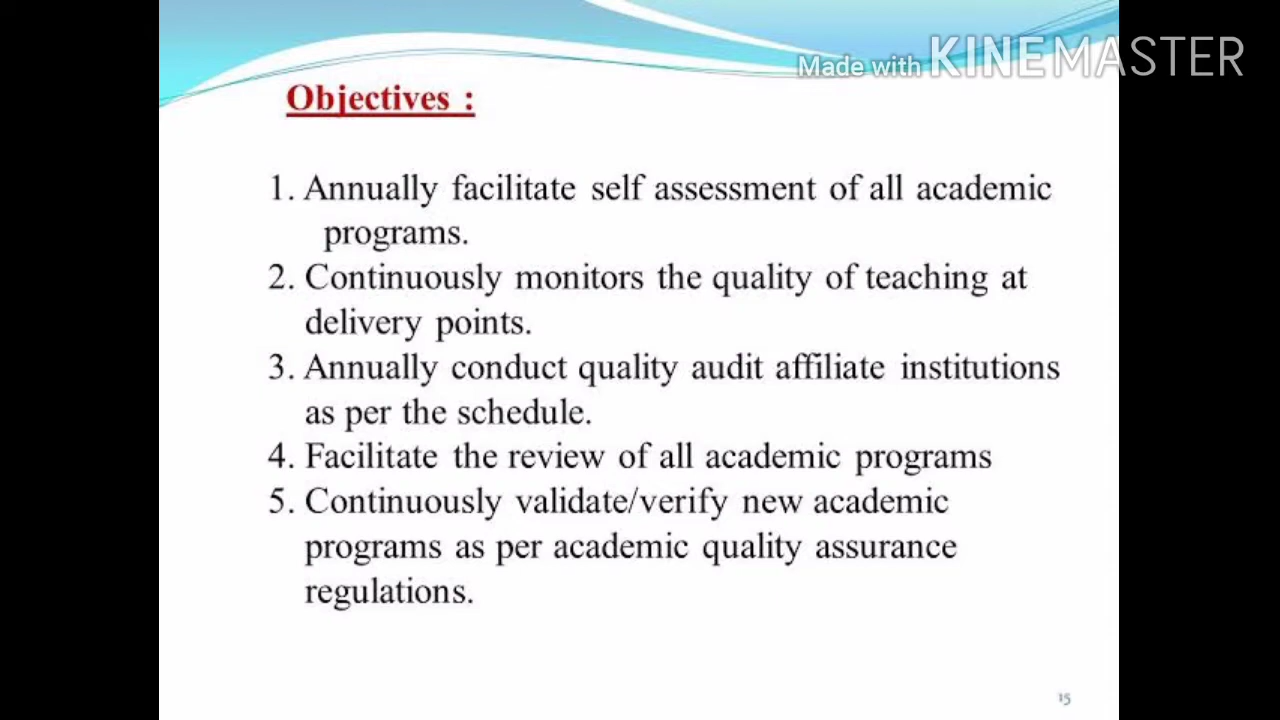 Made with KINEMASTER
Objectives :
1. Annually facilitate self assessment of all academic
programs.
2. Continuously monitors the quality of teaching at
delivery points.
3. Annually conduct quality audit affiliate institutions
as per the schedule.
4. Facilitate the review of all academic programs
5. Continuously validate/verify new academic
programs as per academic quality assurance
regulations.
15